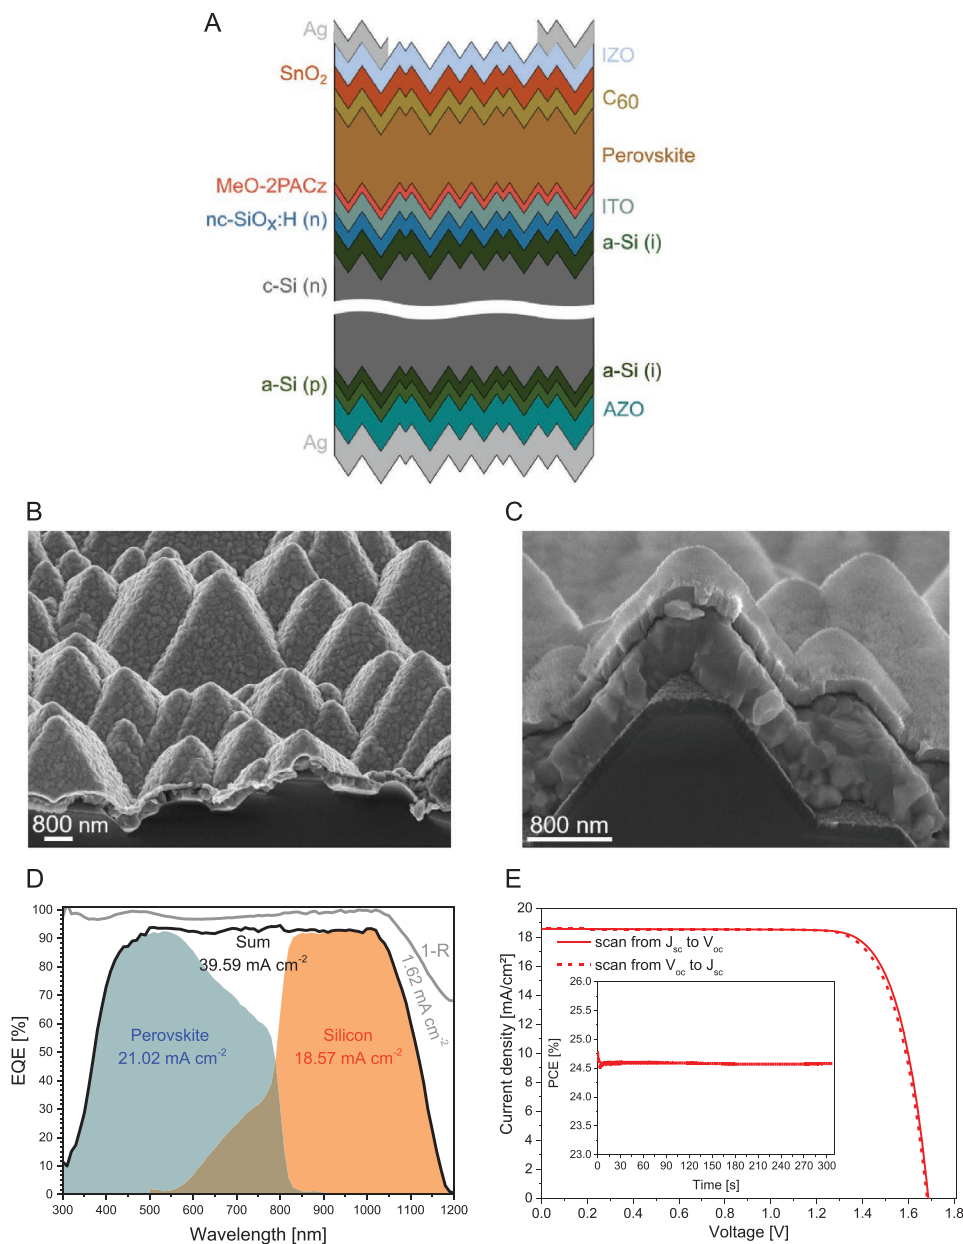 A
Ag
IZO
SnO2
C60
Perovskite
MeO-2PACz
ITO
nc-SiOx:H (n)
a-Si (i)
c-Si (n)
a-Si (i)
a-Si (p)
AZO
Ag
B
800 nm
C
800 nm
D
100
90
80
70
60
50
40
30
20
10
0
EQE [%]
Sum
39.59 mA cm-2
1-R
1.62 mA cm-2
Perovskite
21.02 mA cm-2
Silicon
18.57 mA cm-2
300 400 500 600 700 800 900 1000 1100 1200
Wavelength [nm]
E
20
18
16
14
12
10
8
6
4
2
0
Current density [mA/cm²]
scan from Jsc to Voc
scan from Voc to Jsc
26.0
25.5
25.0
24.5
24.0
23.5
23.0
PCE [%]
0 30 60 90 120 150 180 210 240 270 300
Time [s]
0.0 0.2 0.4 0.6 0.8 1.0 1.2 1.4 1.6 1.8
Voltage [V]